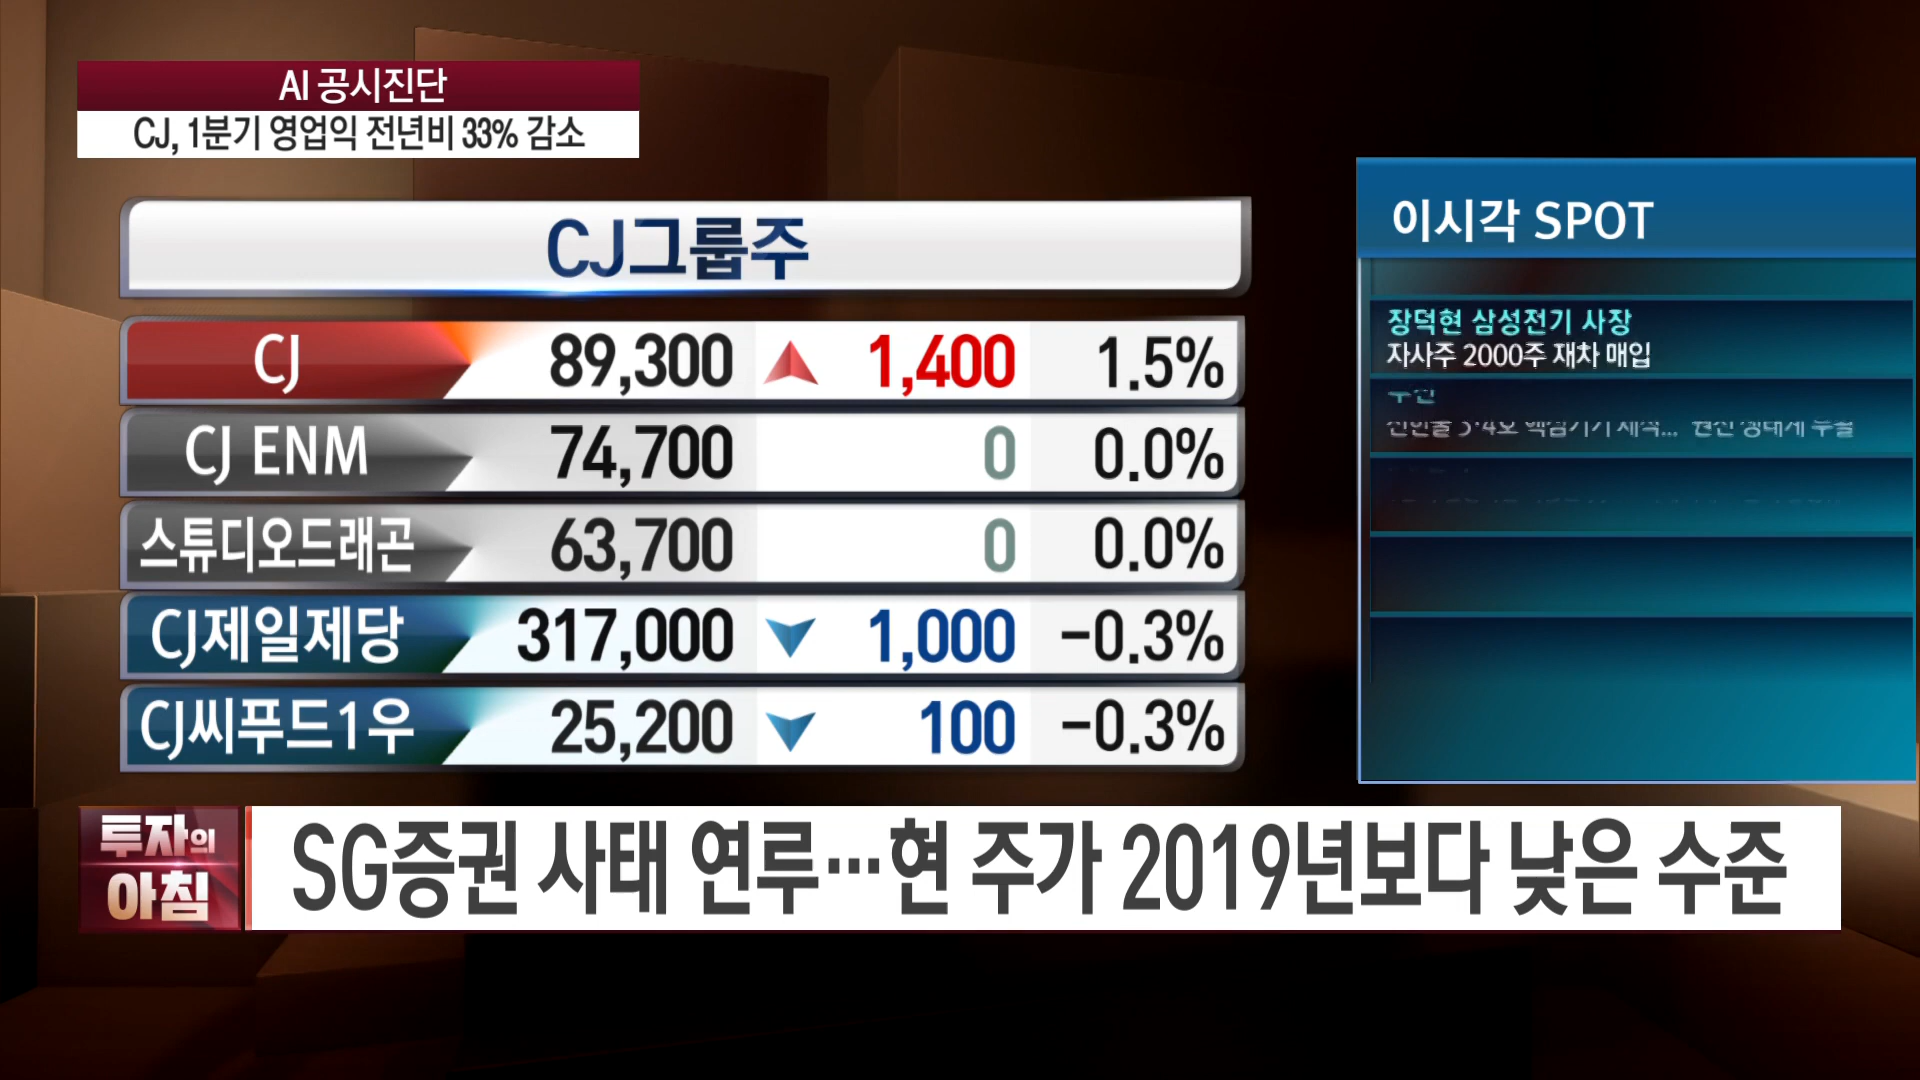 AI 공시진단
CJ, 1분기 영업익 전년비 33% 감소
CJ그룹주
CJ 89,300 ▲ 1,400 1.5%
CJ ENM 74,700 0 0.0%
스튜디오드래곤 63,700 0 0.0%
CJ제일제당 317,000 ▼ 1,000 -0.3%
CJ씨푸드1우 25,200 ▼ 100 -0.3%
이시각 SPOT
장덕현 삼성전기 사장
자사주 2000주 재차 매입
투자의
아침
SG증권 사태 연루…현 주가 2019년보다 낮은 수준